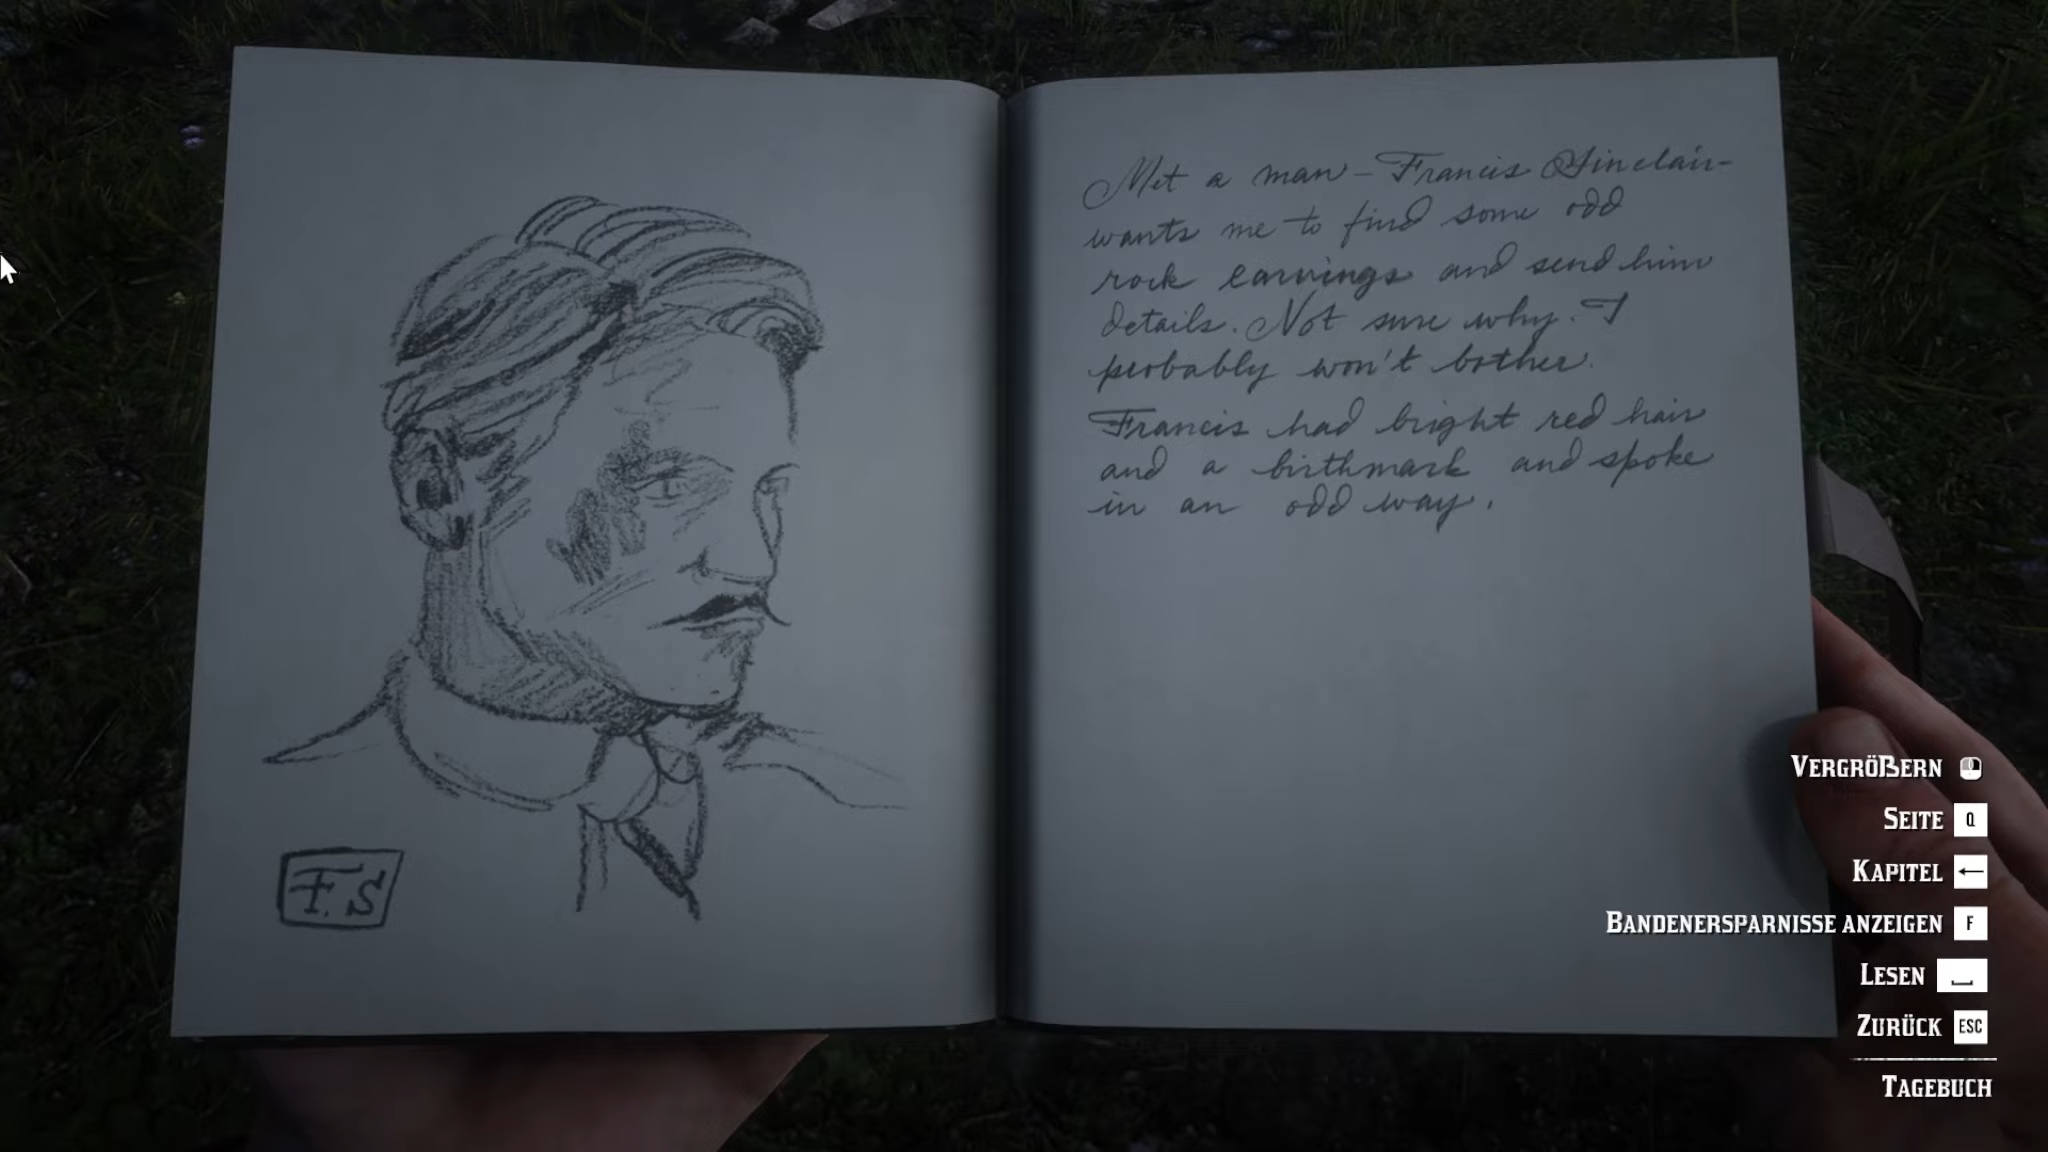 Met a man - Francis Sinclair -
wants me to find some odd
rock carvings and send him
details. Not sure why. I
probably won't bother.
Francis had bright red hair
and a birthmark and spoke
in an odd way.
F. S
VERGRÖẞERN
SEITE Q
KAPITEL ←
BANDENERSPARNISSE ANZEIGEN F
LESEN
ZURÜCK ESC
TAGEBUCH